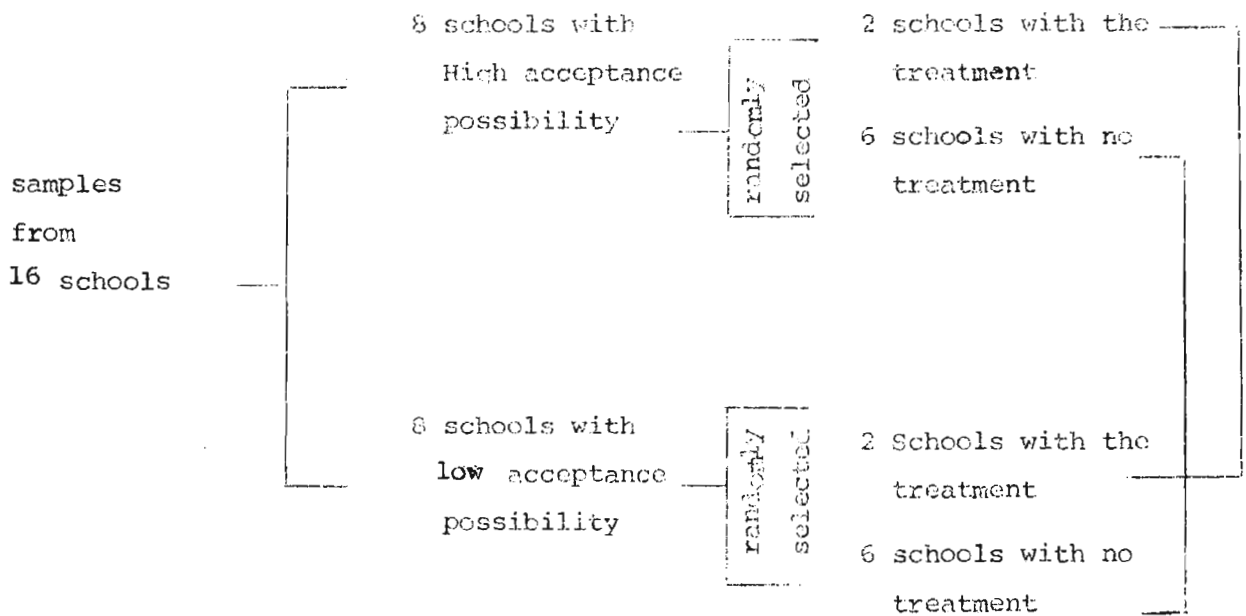 samples
from
16 schools
8 schools with
High acceptance
possibility
randomly
selected
2 schools with the
treatment
6 schools with no
treatment
8 schools with
low acceptance
possibility
randomly
selected
2 Schools with the
treatment
6 schools with no
treatment